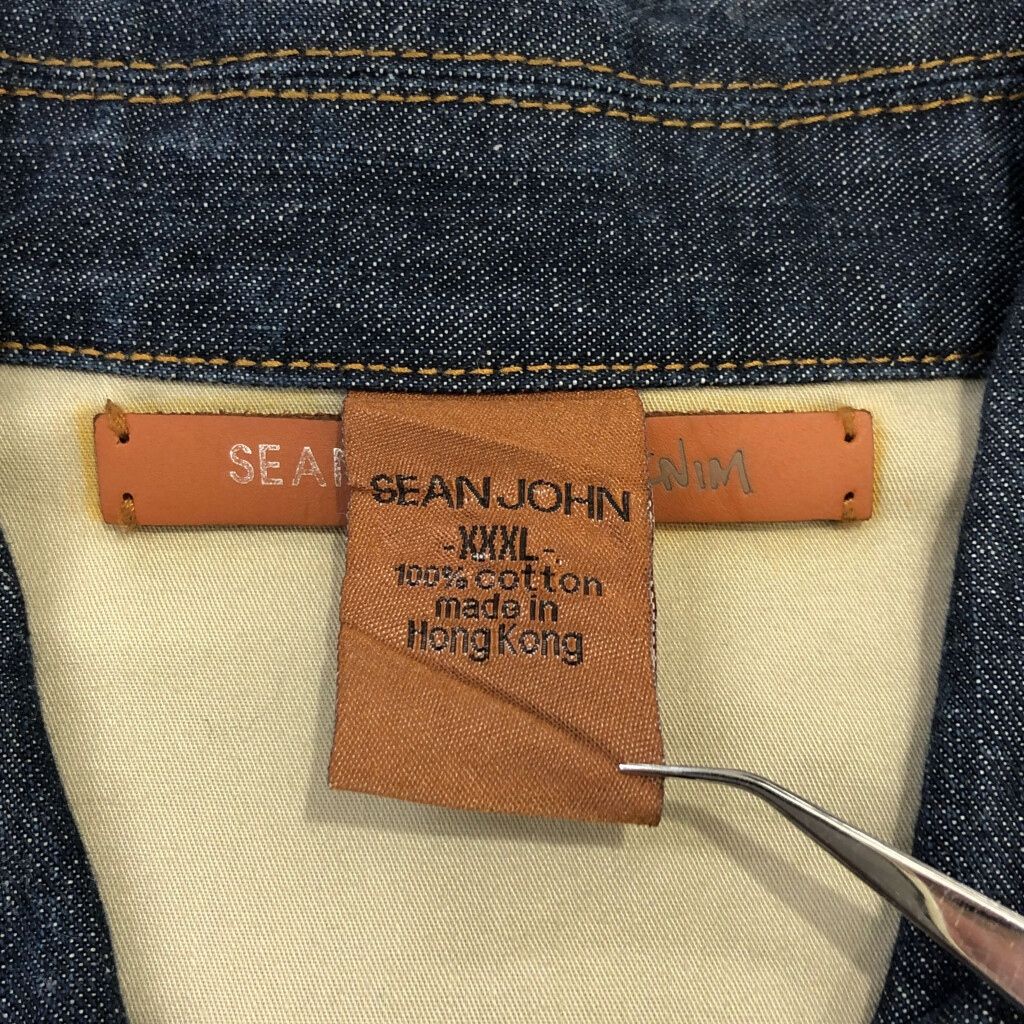 SEAN JOHN
-XXXL-
100% cotton
made in
Hong Kong